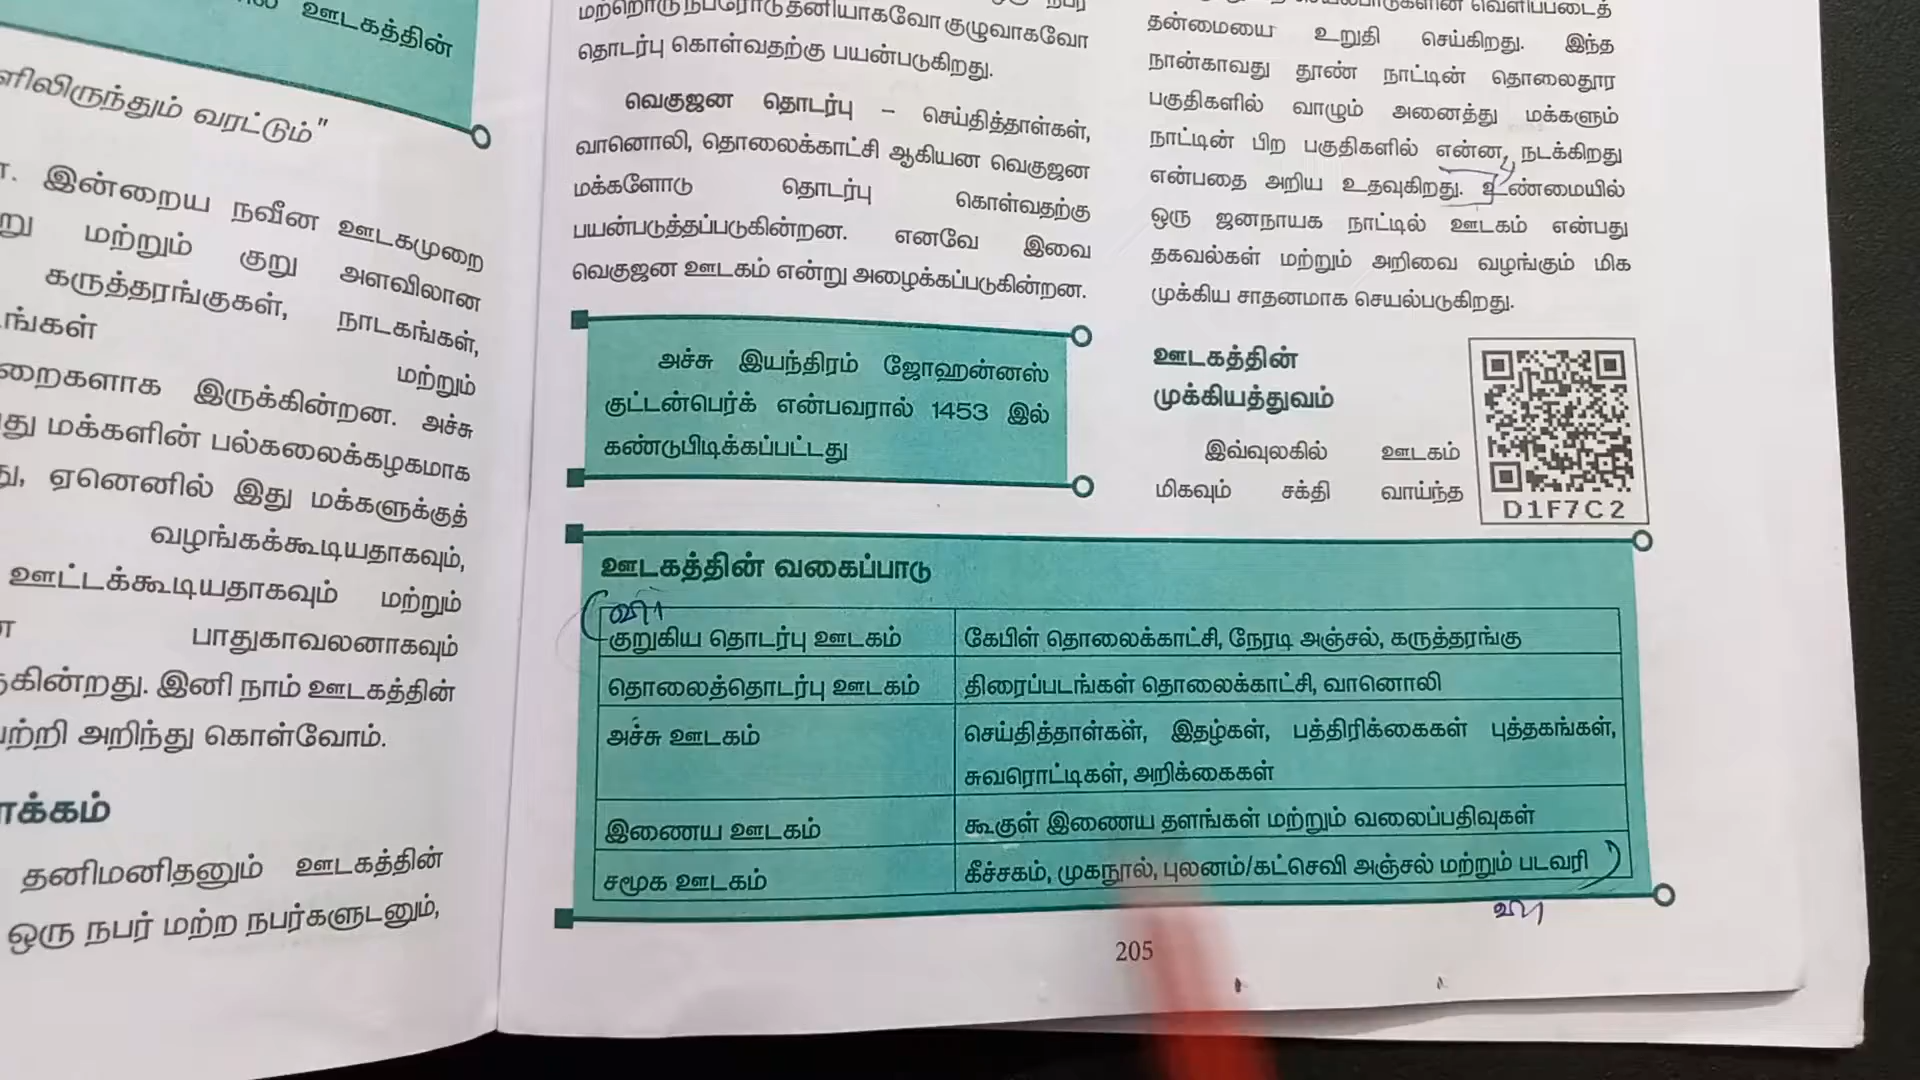 ஊடகத்தின்
ளிலிருந்தும் வரட்டும்"
இன்றைய நவீன ஊடகமுறை
மற்றும் குறு அளவிலான
கருத்தரங்குகள், நாடகங்கள்,
மற்றும்
றைகளாக இருக்கின்றன. அச்சு
து மக்களின் பல்கலைக்கழகமாக
து, ஏனெனில் இது மக்களுக்குத்
வழங்கக்கூடியதாகவும்,
ஊட்டக்கூடியதாகவும் மற்றும்
பாதுகாவலனாகவும்
கின்றது. இனி நாம் ஊடகத்தின்
ற்றி அறிந்து கொள்வோம்.
ாக்கம்
தனிமனிதனும் ஊடகத்தின்
ஒரு நபர் மற்ற நபர்களுடனும்,
மற்றொருநபரோடுதனியாகவோ குழுவாகவோ
தொடர்பு கொள்வதற்கு பயன்படுகிறது.
வெகுஜன தொடர்பு – செய்தித்தாள்கள்,
வானொலி, தொலைக்காட்சி ஆகியன வெகுஜன
மக்களோடு தொடர்பு கொள்வதற்கு
பயன்படுத்தப்படுகின்றன. எனவே இவை
வெகுஜன ஊடகம் என்று அழைக்கப்படுகின்றன.
அச்சு இயந்திரம் ஜோஹன்னஸ்
குட்டன்பெர்க் என்பவரால் 1453 இல்
கண்டுபிடிக்கப்பட்டது
தன்மையை உறுதி செய்கிறது. இந்த
நான்காவது தூண் நாட்டின் தொலைதூர
பகுதிகளில் வாழும் அனைத்து மக்களும்
நாட்டின் பிற பகுதிகளில் என்ன நடக்கிறது
என்பதை அறிய உதவுகிறது. உண்மையில்
ஒரு ஜனநாயக நாட்டில் ஊடகம் என்பது
தகவல்கள் மற்றும் அறிவை வழங்கும் மிக
முக்கிய சாதனமாக செயல்படுகிறது.
ஊடகத்தின்
முக்கியத்துவம்
இவ்வுலகில் ஊடகம்
மிகவும் சக்தி வாய்ந்த
D1F7C2
ஊடகத்தின் வகைப்பாடு
குறுகிய தொடர்பு ஊடகம் கேபிள் தொலைக்காட்சி, நேரடி அஞ்சல், கருத்தரங்கு
தொலைத்தொடர்பு ஊடகம் திரைப்படங்கள் தொலைக்காட்சி, வானொலி
அச்சு ஊடகம் செய்தித்தாள்கள், இதழ்கள், பத்திரிக்கைகள் புத்தகங்கள்,
சுவரொட்டிகள், அறிக்கைகள்
இணைய ஊடகம் கூகுள் இணைய தளங்கள் மற்றும் வலைப்பதிவுகள்
சமூக ஊடகம் கீச்சகம், முகநூல், புலனம்/கட்செவி அஞ்சல் மற்றும் படவரி
205